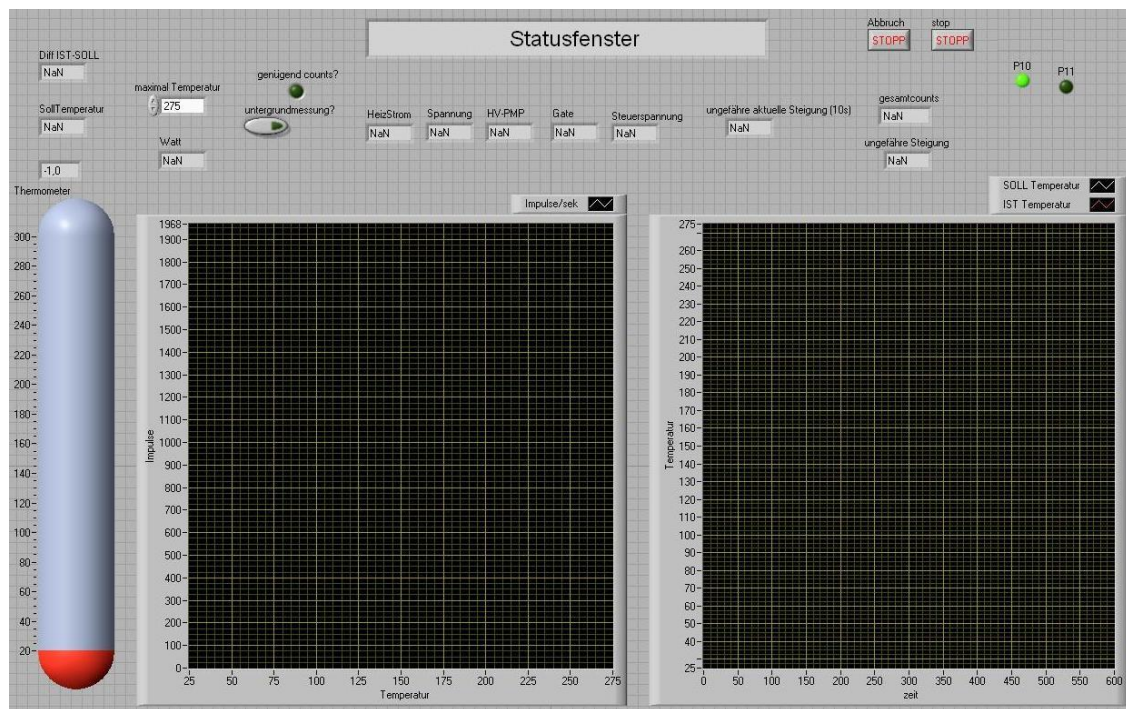 Statusfenster
Abbruch
STOPP
stop
STOPP
Diff IST-SOLL
NaN
maximal Temperatur
275
genügend counts?
P10
P11
SollTemperatur
NaN
untergrundmessung?
HeizStrom
NaN
Spannung
NaN
HV-PMP
NaN
Gate
NaN
Steuerspannung
NaN
ungefähre aktuelle Steigung (10s)
NaN
gesamtcounts
NaN
Watt
NaN
ungefähre Steigung
NaN
-1,0
Thermometer
300
280
260
240
220
200
180
160
140
120
100
80
60
40
20
Impulse/sek
1968
1900
1800
1700
1600
1500
1400
1300
1200
1100
1000
900
800
700
600
500
400
300
200
100
0
Impulse
25 50 75 100 125 150 175 200 225 250 275
Temperatur
SOLL Temperatur
IST Temperatur
275
260
250
240
230
220
210
200
190
180
170
160
150
140
130
120
110
100
90
80
70
60
50
40
25
Temperatur
0 50 100 150 200 250 300 350 400 450 500 550 600
zeit